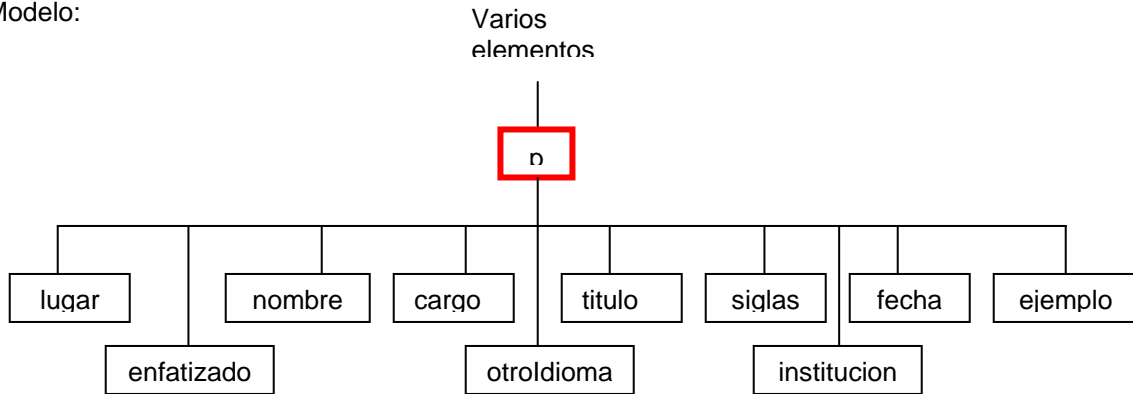 Modelo:
Varios
elementos
p
lugar
nombre
cargo
titulo
siglas
fecha
ejemplo
enfatizado
otroIdioma
institucion